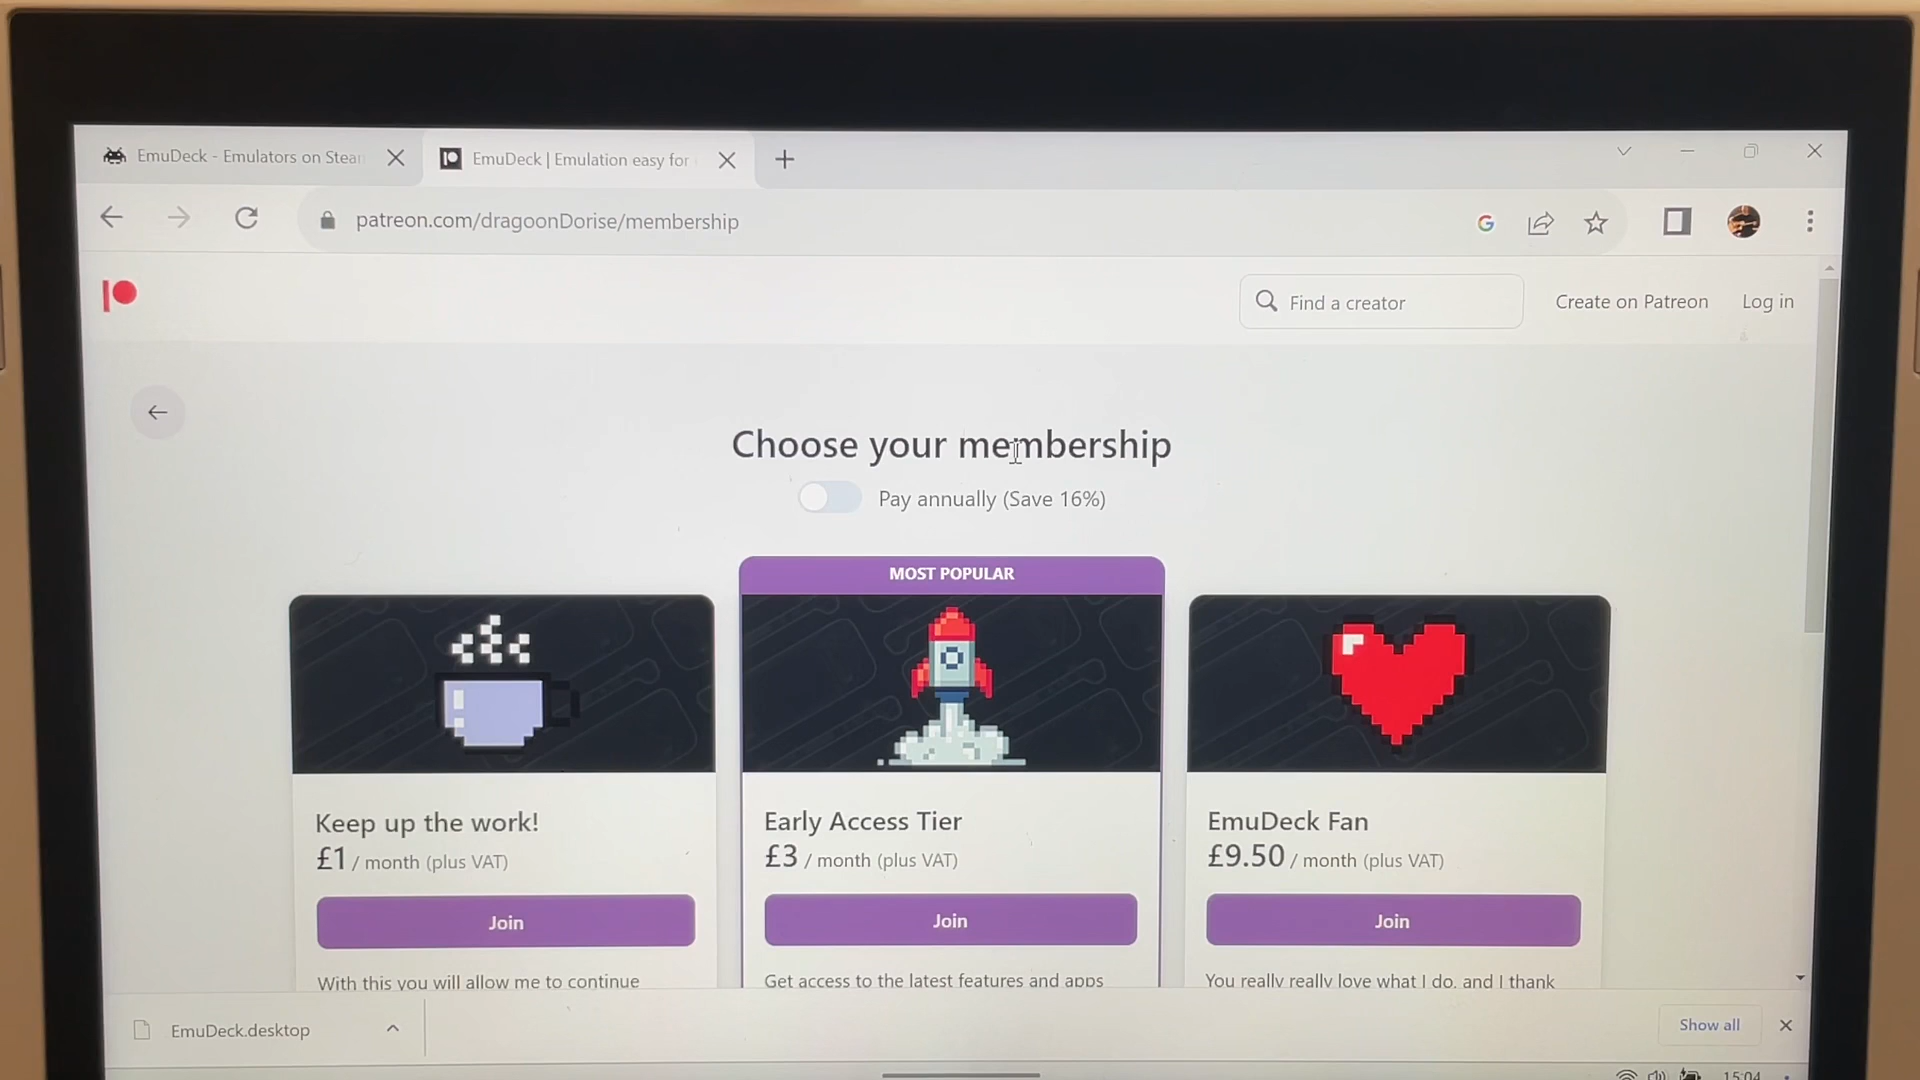 EmuDeck - Emulators on Stea
EmuDeck | Emulation easy for
patreon.com/dragoonDorise/membership
Find a creator
Create on Patreon
Log in
Choose your membership
Pay annually (Save 16%)
MOST POPULAR
Keep up the work!
£1 / month (plus VAT)
Join
With this you will allow me to continue
Early Access Tier
£3 / month (plus VAT)
Join
Get access to the latest features and apps
EmuDeck Fan
£9.50 / month (plus VAT)
Join
You really really love what I do, and I thank
EmuDeck.desktop
Show all
15:04